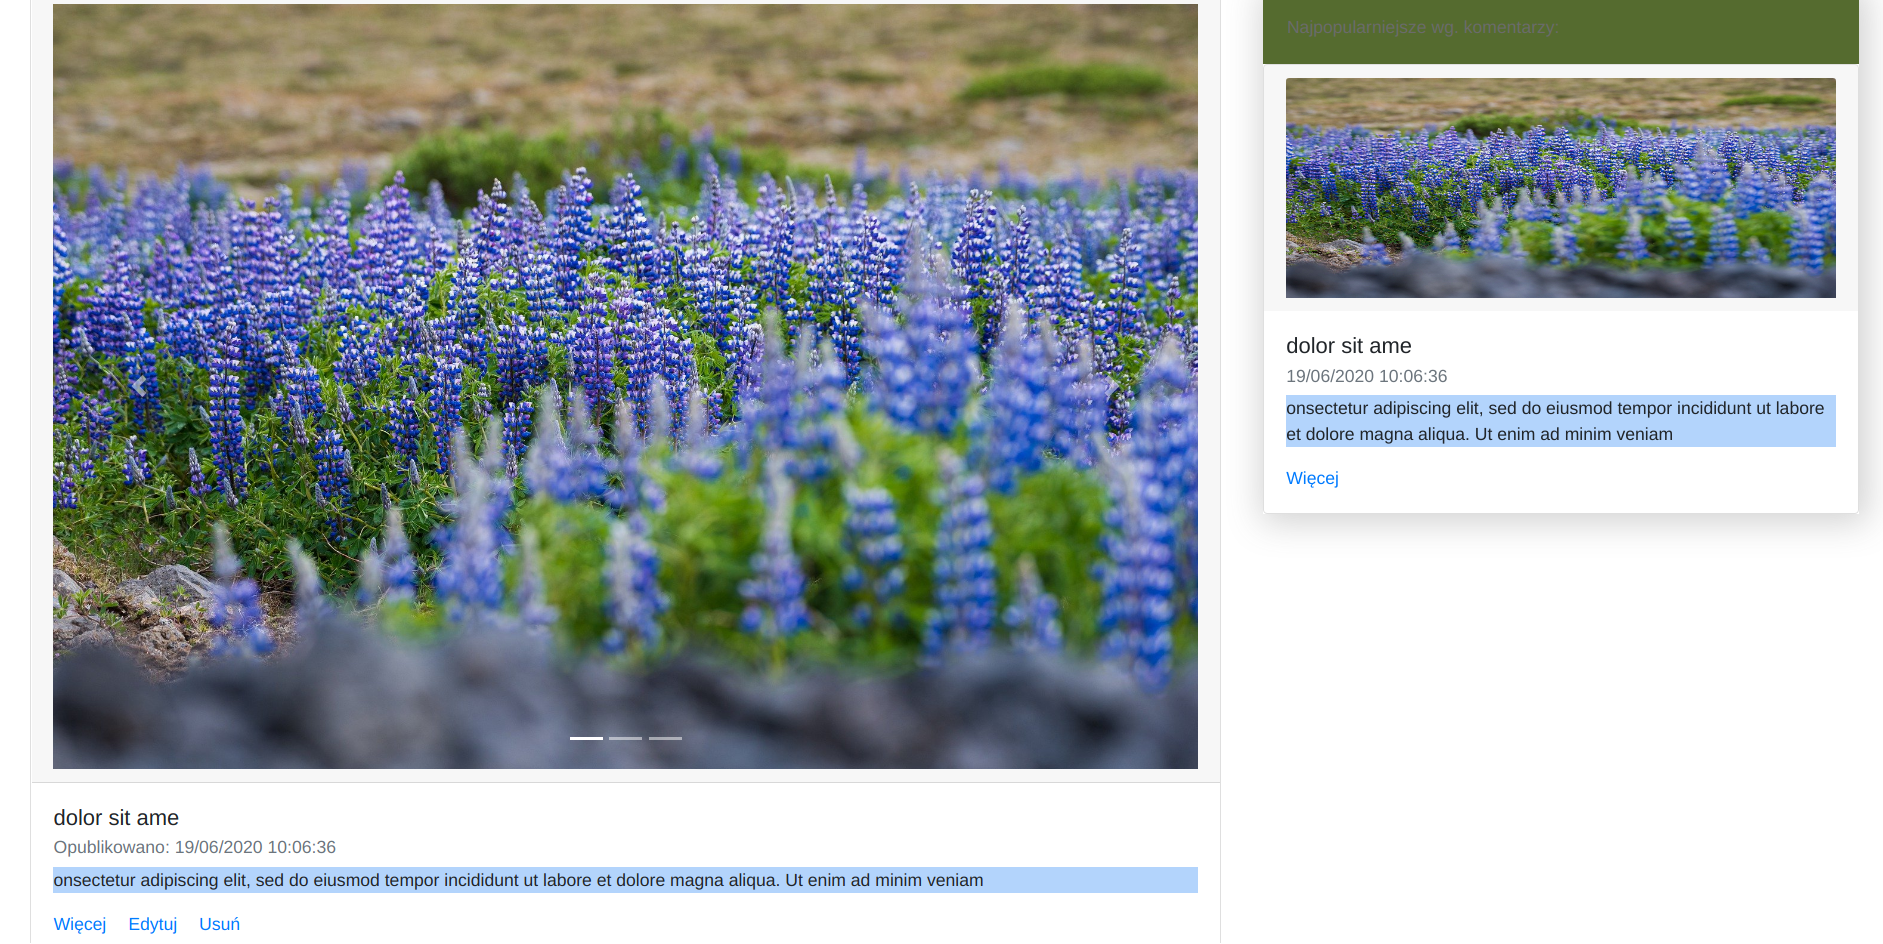 dolor sit ame
Opublikowano: 19/06/2020 10:06:36
onsectetur adipiscing elit, sed do eiusmod tempor incididunt ut labore et dolore magna aliqua. Ut enim ad minim veniam
Więcej Edytuj Usuń
Najpopularniejsze wg. komentarzy:
dolor sit ame
19/06/2020 10:06:36
onsectetur adipiscing elit, sed do eiusmod tempor incididunt ut labore
et dolore magna aliqua. Ut enim ad minim veniam
Więcej